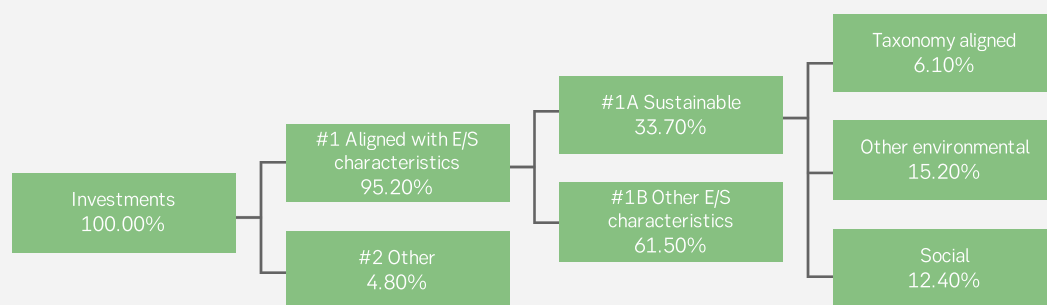 Investments
100.00%
#1 Aligned with E/S
characteristics
95.20%
#2 Other
4.80%
#1A Sustainable
33.70%
#1B Other E/S
characteristics
61.50%
Taxonomy aligned
6.10%
Other environmental
15.20%
Social
12.40%